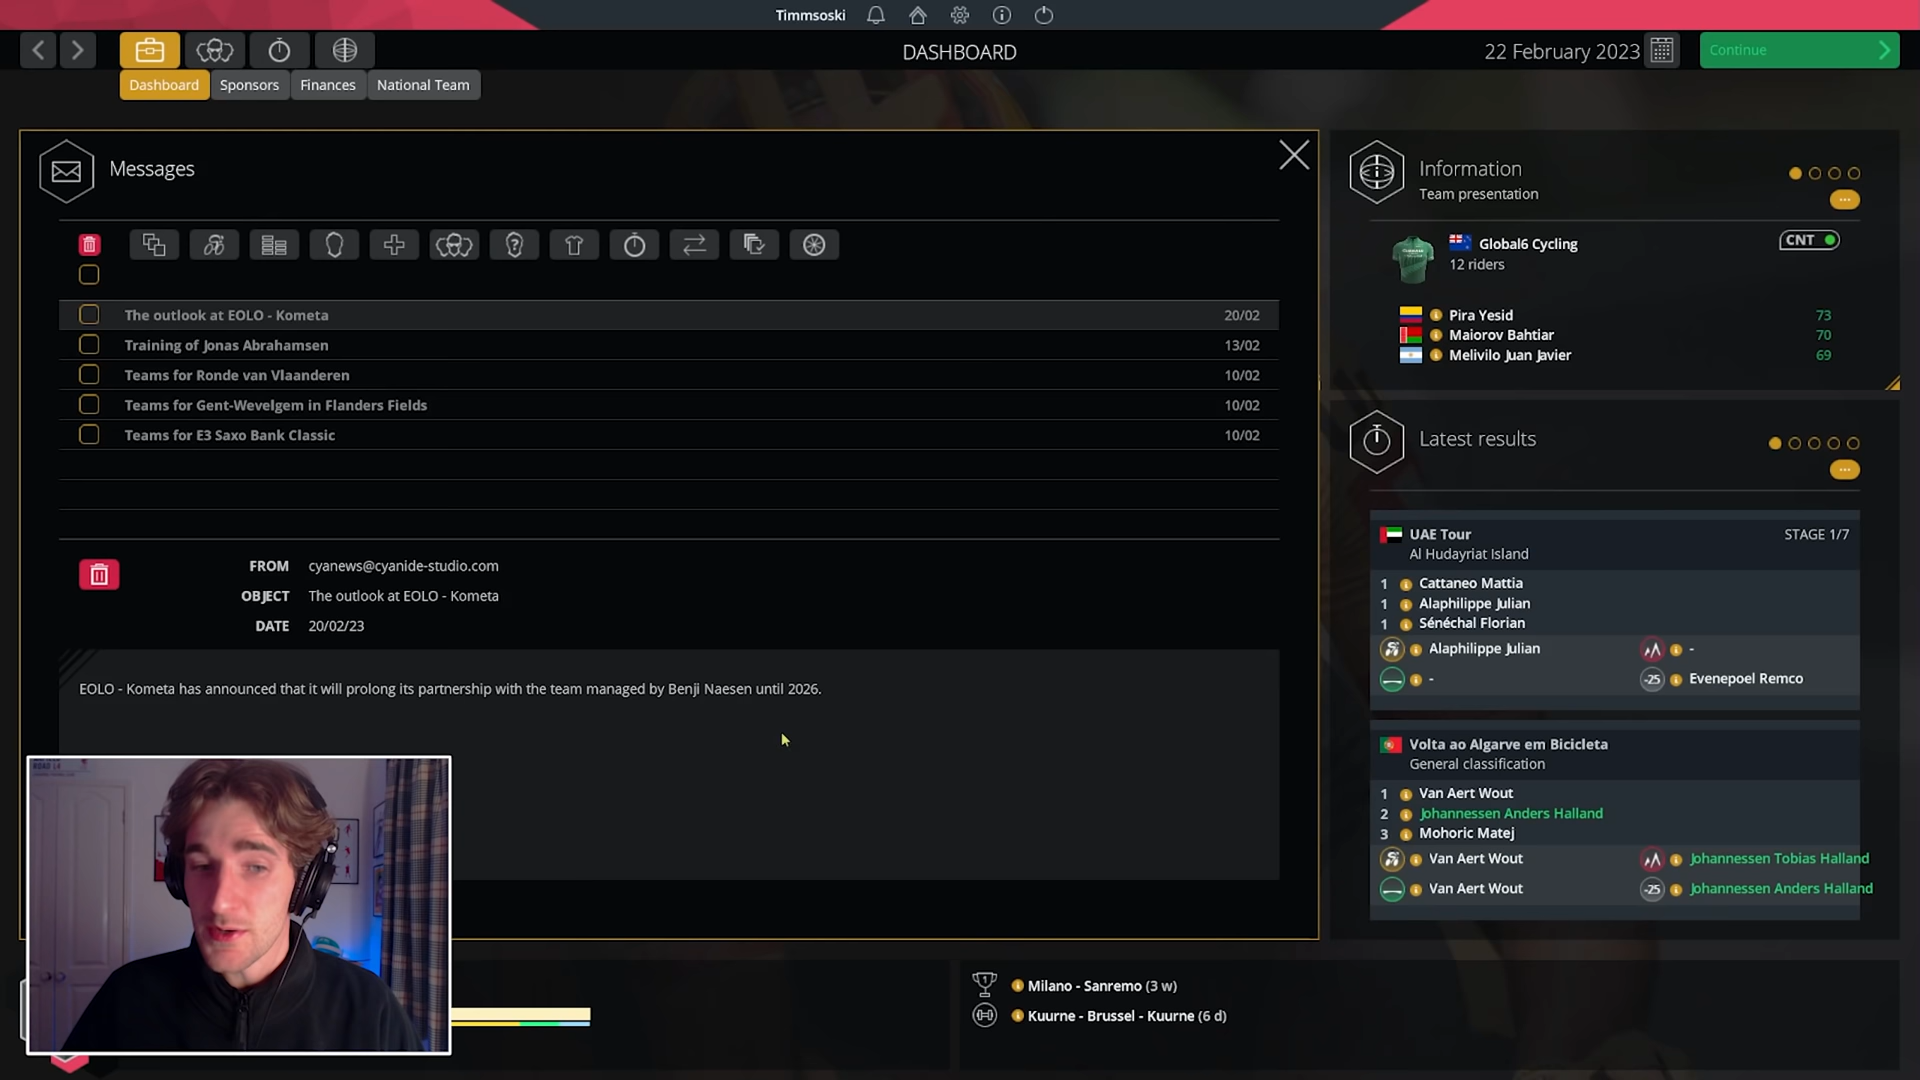 Timmsoski
DASHBOARD
22 February 2023
Continue
Dashboard
Sponsors
Finances
National Team
Messages
The outlook at EOLO - Kometa 20/02
Training of Jonas Abrahamsen 13/02
Teams for Ronde van Vlaanderen 10/02
Teams for Gent-Wevelgem in Flanders Fields 10/02
Teams for E3 Saxo Bank Classic 10/02
FROM cyanews@cyanide-studio.com
OBJECT The outlook at EOLO - Kometa
DATE 20/02/23
EOLO - Kometa has announced that it will prolong its partnership with the team managed by Benji Naesen until 2026.
Information
Team presentation
Global6 Cycling
CNT
12 riders
Pira Yesid 73
Maiorov Bahtiar 70
Melivilo Juan Javier 69
Latest results
UAE Tour STAGE 1/7
Al Hudayriat Island
1 Cattaneo Mattia
1 Alaphilippe Julian
1 Sénéchal Florian
Alaphilippe Julian -
- -25 Evenepoel Remco
Volta ao Algarve em Bicicleta
General classification
1 Van Aert Wout
2 Johannessen Anders Halland
3 Mohoric Matej
Van Aert Wout Johannessen Tobias Halland
Van Aert Wout -25 Johannessen Anders Halland
1 Milano - Sanremo (3 w)
Kuurne - Brussel - Kuurne (6 d)